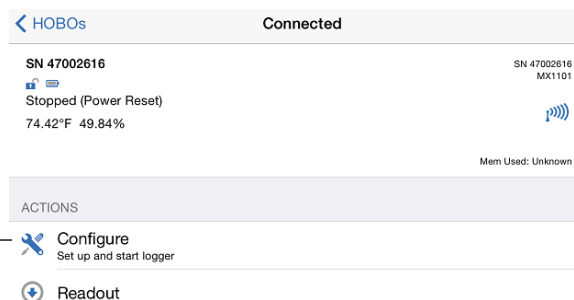 HOBOs
Connected
SN 47002616
SN 47002616
MX1101
Stopped (Power Reset)
74.42°F 49.84%
Mem Used: Unknown
ACTIONS
Configure
Set up and start logger
Readout